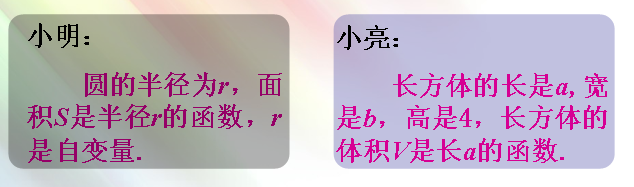 小明：
圆的半径为r，面
积S是半径r的函数，r
是自变量.
小亮：
长方体的长是a,宽
是b，高是4，长方体的
体积V是长a的函数.